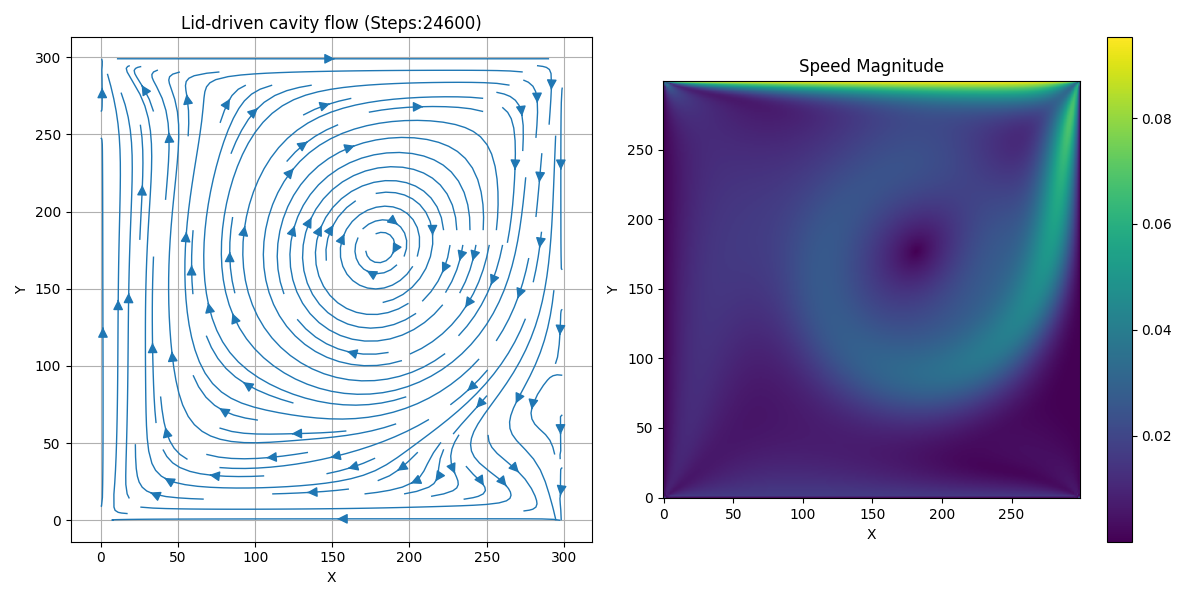 Lid-driven cavity flow (Steps:24600)
300
250
200
150
100
50
0
Y
0 50 100 150 200 250 300
X
Speed Magnitude
250
200
150
100
50
0
Y
0 50 100 150 200 250
X
0.08
0.06
0.04
0.02